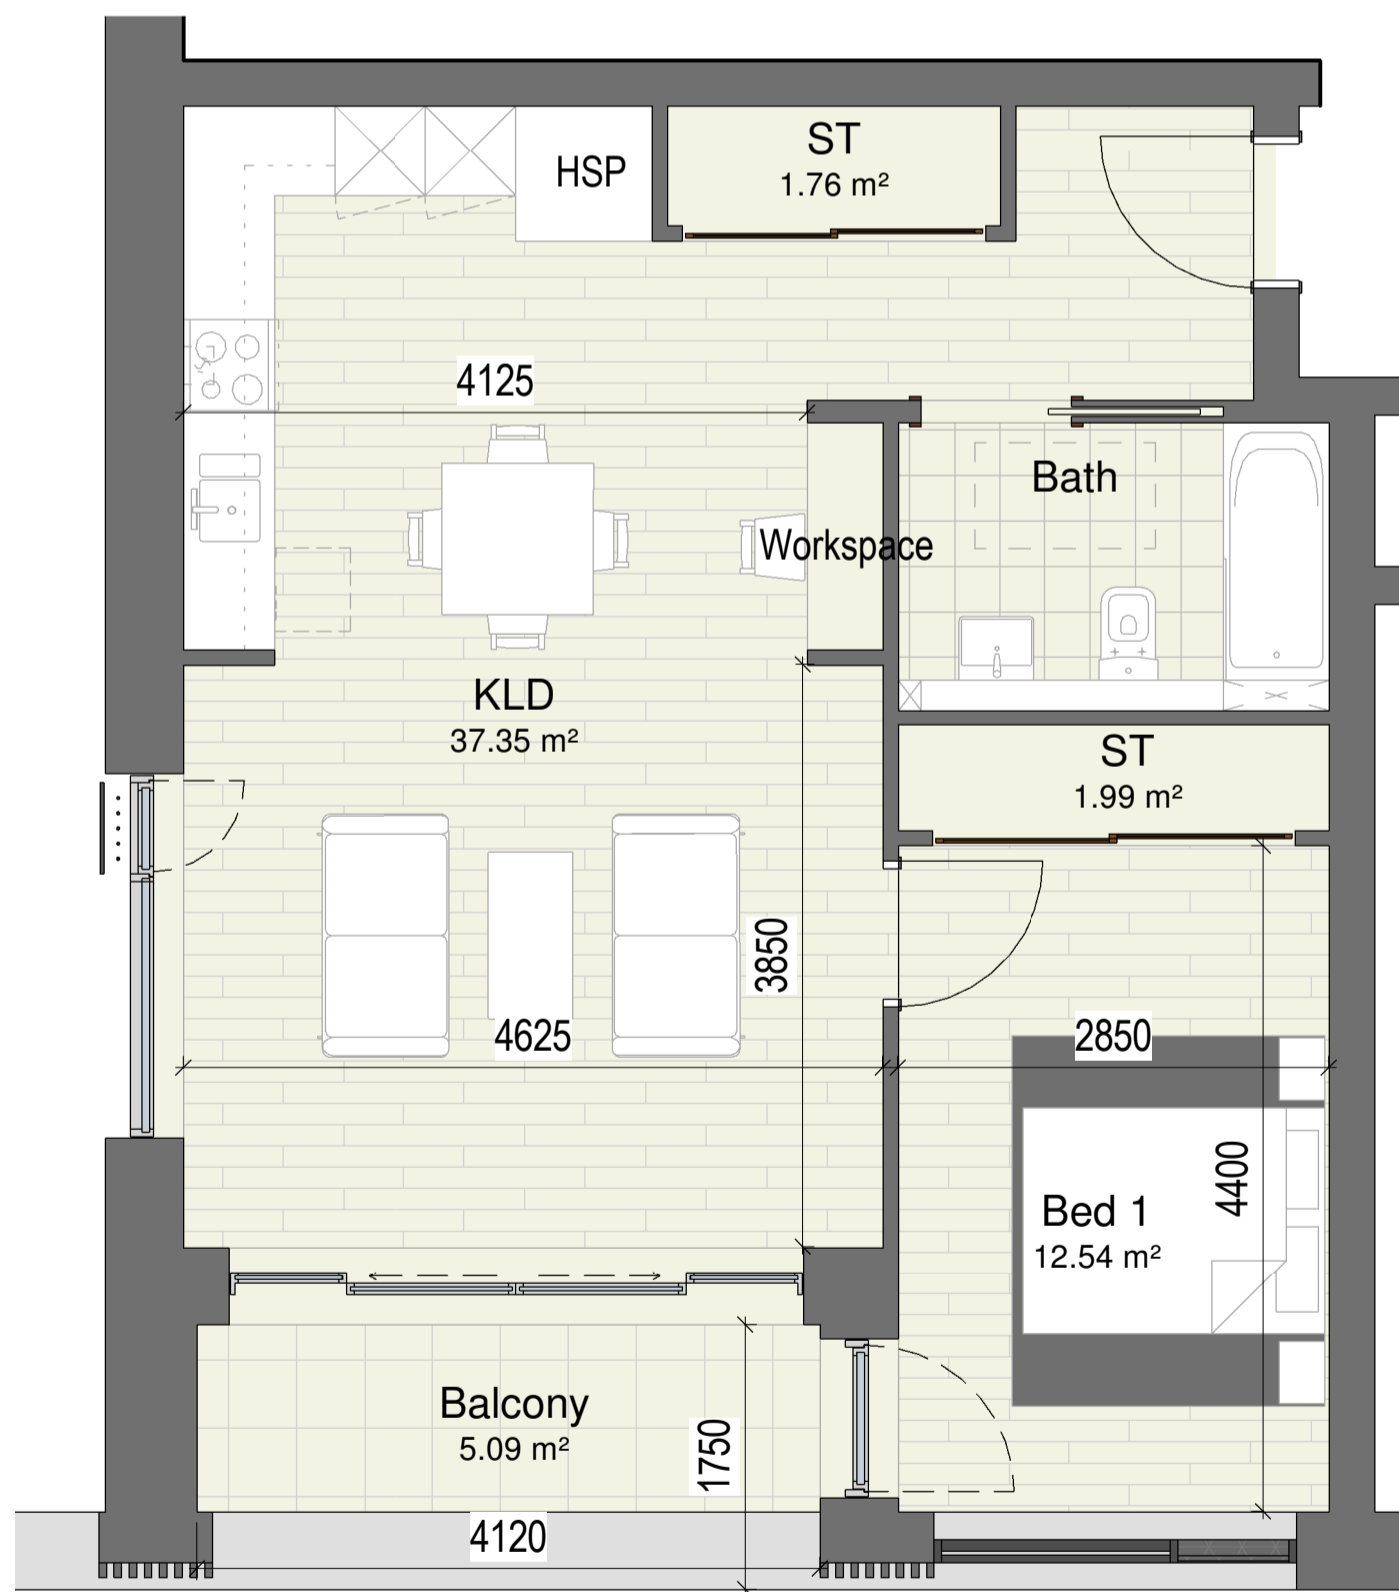 HSP
ST
1.76 m²
4125
Workspace
Bath
KLD
37.35 m²
ST
1.99 m²
3850
4625
2850
4400
Bed 1
12.54 m²
Balcony
5.09 m²
1750
4120